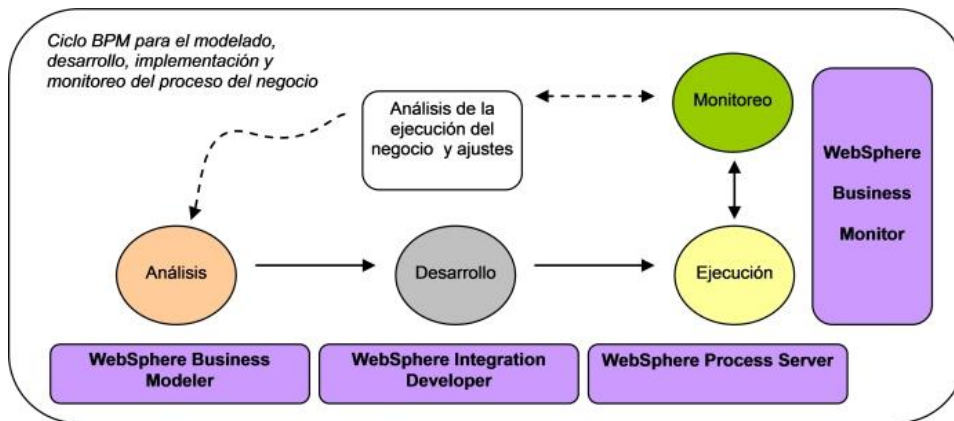 Ciclo BPM para el modelado,
desarrollo, implementación y
monitoreo del proceso del negocio
Análisis de la
ejecución del
negocio y ajustes
Monitoreo
WebSphere
Business
Monitor
Análisis
Desarrollo
Ejecución
WebSphere Business
Modeler
WebSphere Integration
Developer
WebSphere Process Server